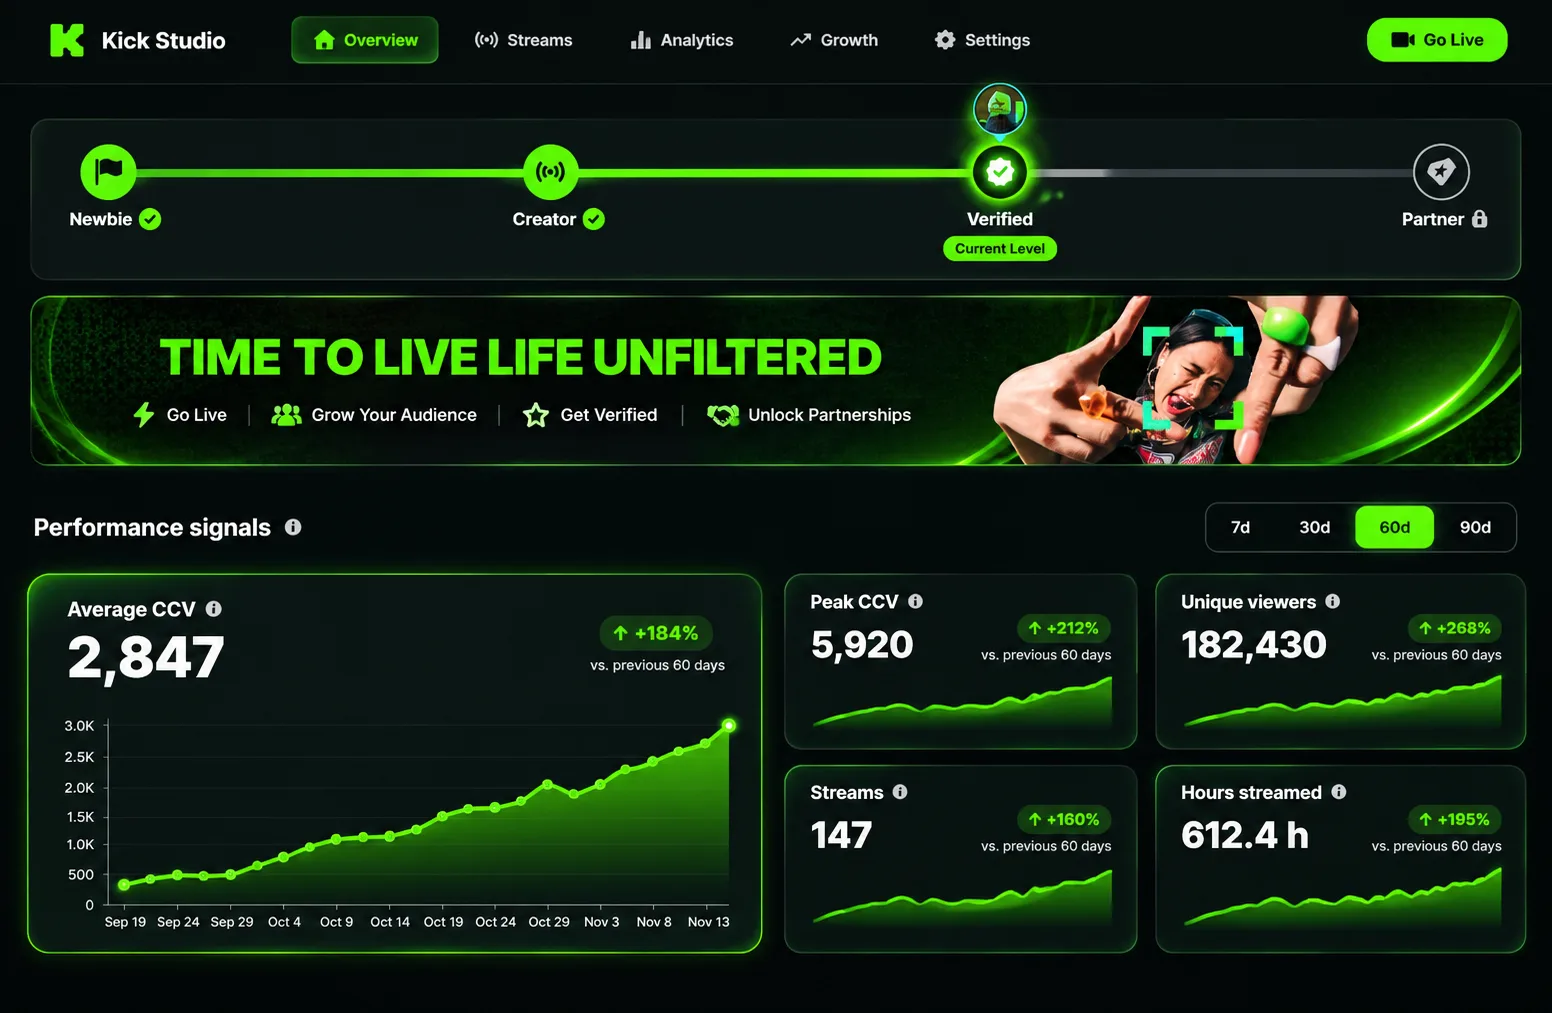 Kick Studio
Overview
Streams
Analytics
Growth
Settings
Go Live
Newbie
Creator
Verified
Partner
Current Level
TIME TO LIVE LIFE UNFILTERED
Go Live | Grow Your Audience | Get Verified | Unlock Partnerships
Performance signals
7d 30d 60d 90d
Average CCV
2,847
+184%
vs. previous 60 days
3.0K
2.5K
2.0K
1.5K
1.0K
500
0
Sep 19 Sep 24 Sep 29 Oct 4 Oct 9 Oct 14 Oct 19 Oct 24 Oct 29 Nov 3 Nov 8 Nov 13
Peak CCV
5,920
+212%
vs. previous 60 days
Unique viewers
182,430
+268%
vs. previous 60 days
Streams
147
+160%
vs. previous 60 days
Hours streamed
612.4 h
+195%
vs. previous 60 days